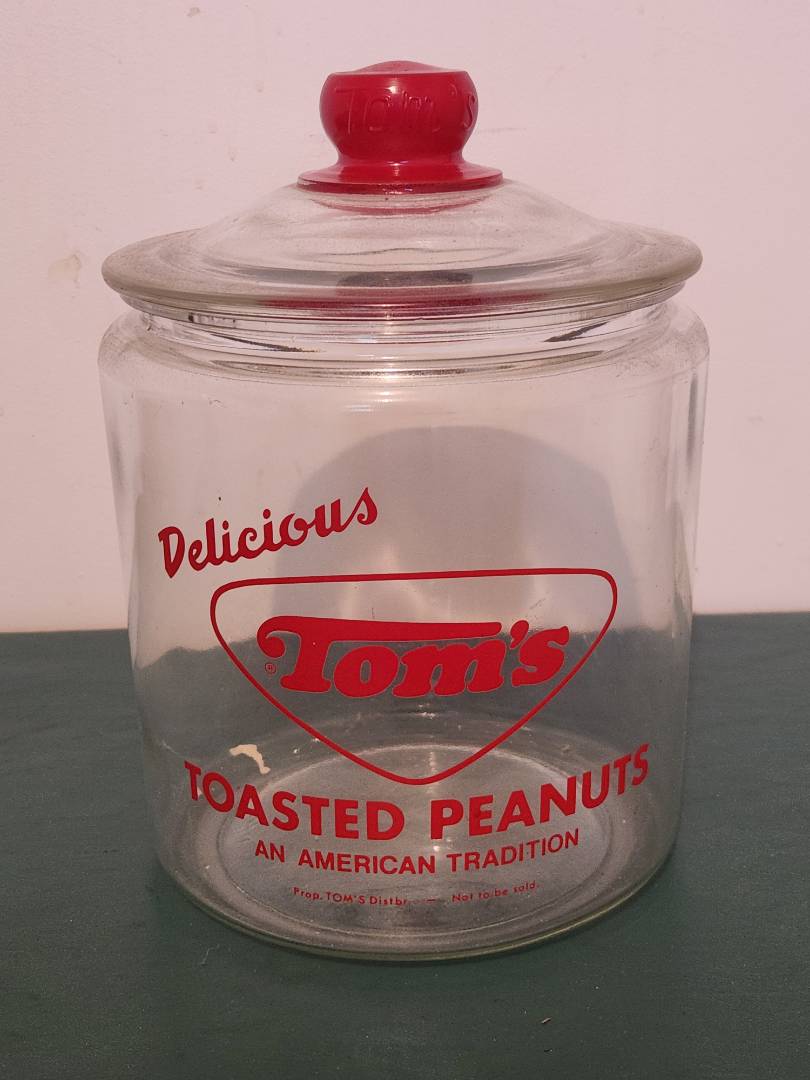 Tom's
Delicious
Tom's®
TOASTED PEANUTS
AN AMERICAN TRADITION
Prop. TOM'S Distbr. — Not to be sold.